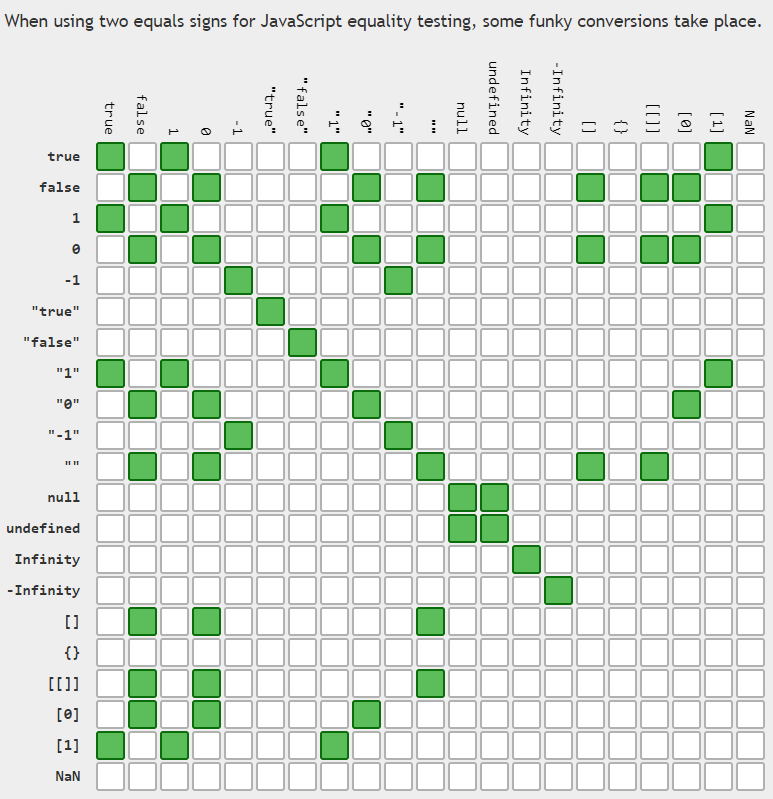 When using two equals signs for JavaScript equality testing, some funky conversions take place.
true
false
1
0
-1
"true"
"false"
"1"
"0"
"-1"
""
null
undefined
Infinity
-Infinity
[]
{}
[[]]
[0]
[1]
NaN
true
false
1
0
-1
"true"
"false"
"1"
"0"
"-1"
""
null
undefined
Infinity
-Infinity
[]
{}
[[]]
[0]
[1]
NaN